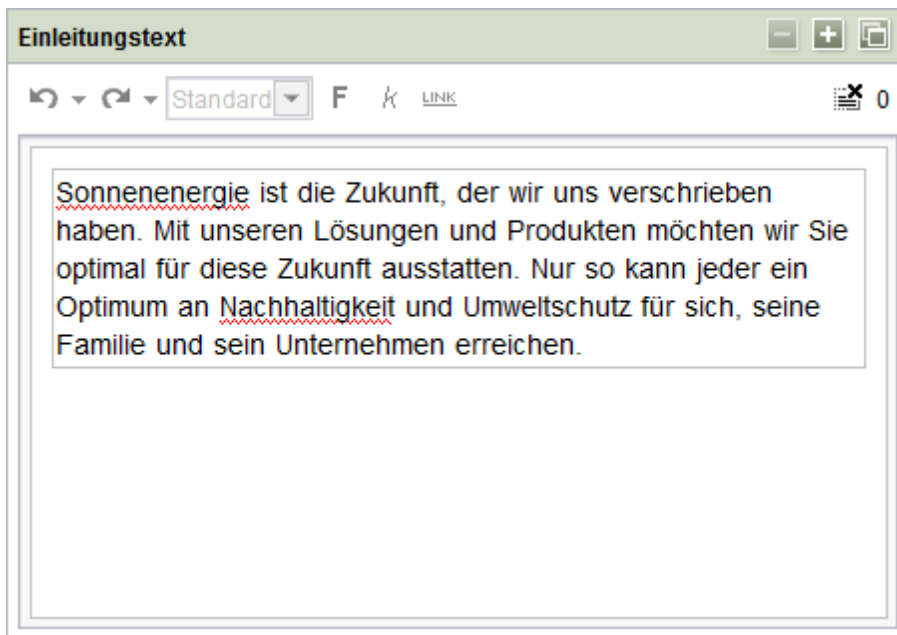 Einleitungstext
Standard F k LINK 0
Sonnenenergie ist die Zukunft, der wir uns verschrieben
haben. Mit unseren Lösungen und Produkten möchten wir Sie
optimal für diese Zukunft ausstatten. Nur so kann jeder ein
Optimum an Nachhaltigkeit und Umweltschutz für sich, seine
Familie und sein Unternehmen erreichen.